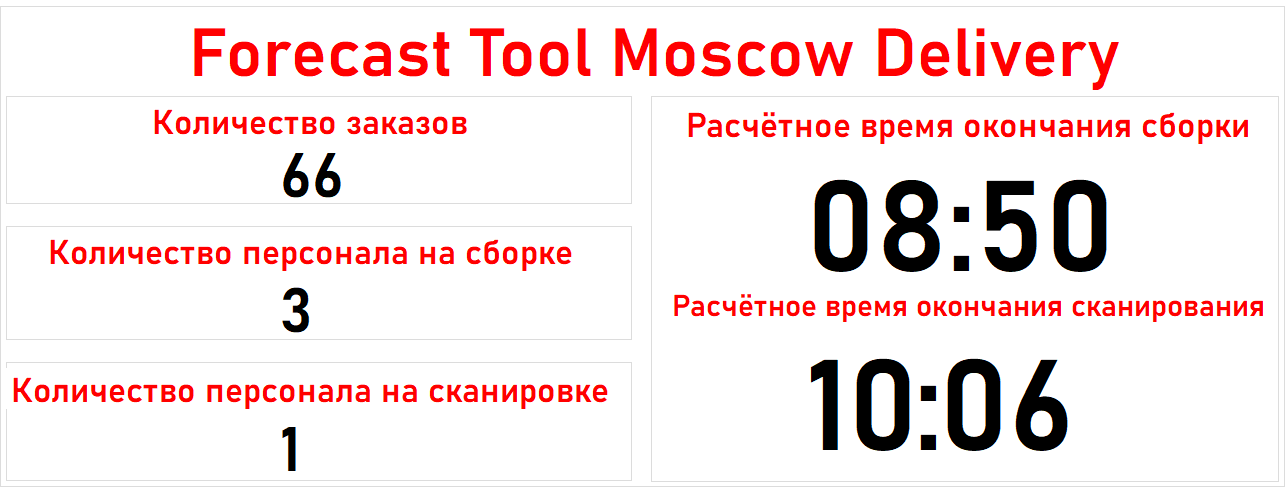 Forecast Tool Moscow Delivery
Количество заказов
66
Количество персонала на сборке
3
Количество персонала на сканировке
1
Расчётное время окончания сборки
08:50
Расчётное время окончания сканирования
10:06